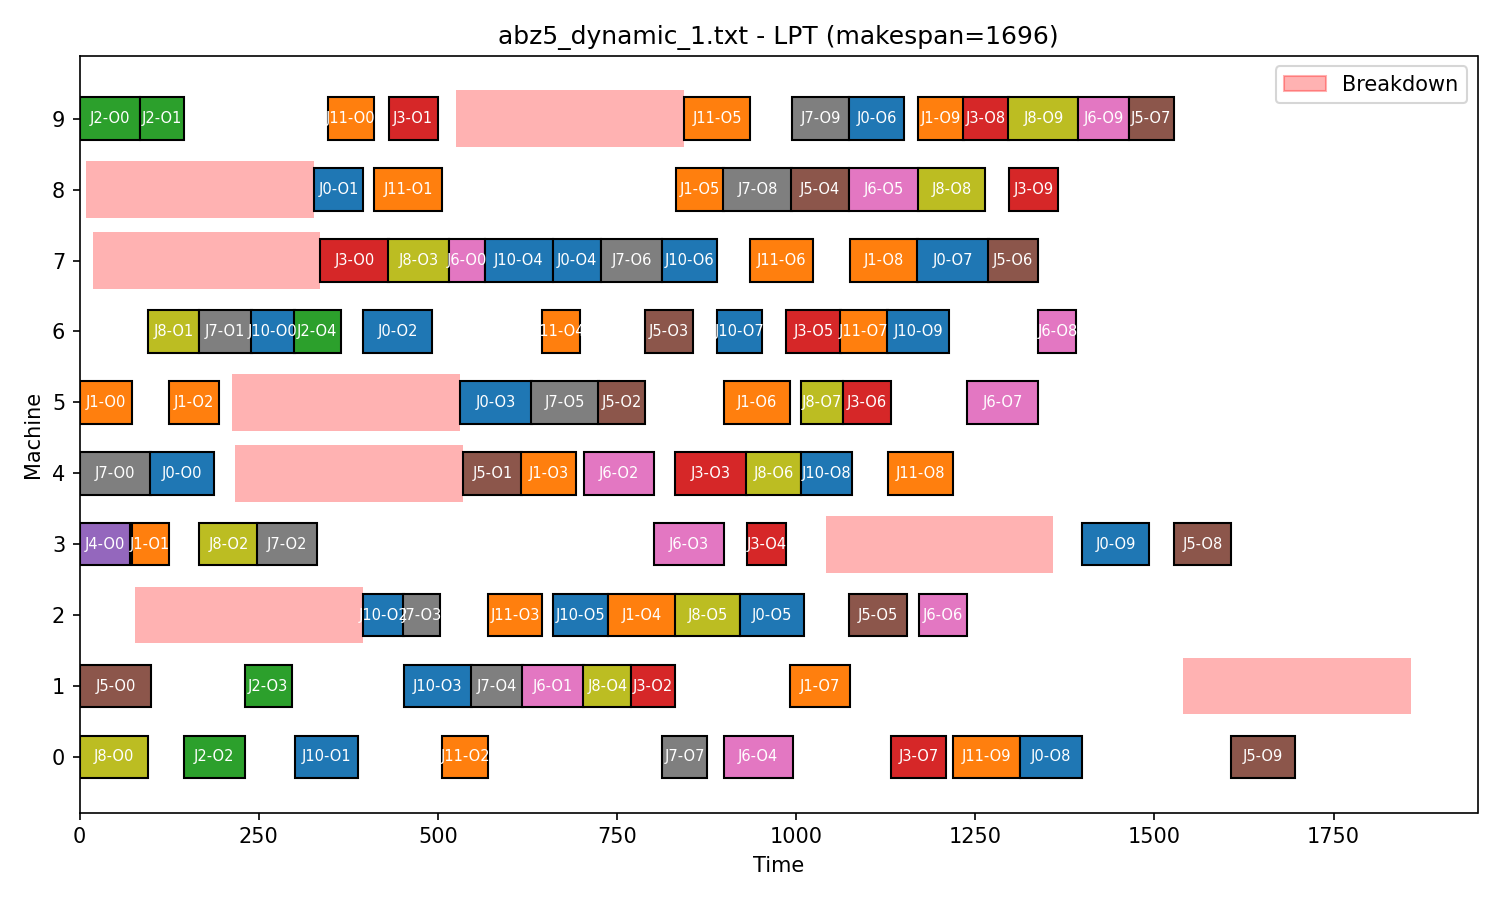 abz5_dynamic_1.txt - LPT (makespan=1696)
Breakdown
9 J2-O0 J2-O1 J11-O0 J3-O1 J11-O5 J7-O9 J0-O6 J1-O9 J3-O8 J8-O9 J6-O9 J5-O7
8 J0-O1 J11-O1 J1-O5 J7-O8 J5-O4 J6-O5 J8-O8 J3-O9
7 J3-O0 J8-O3 J6-O0 J10-O4 J0-O4 J7-O6 J10-O6 J11-O6 J1-O8 J0-O7 J5-O6
6 J8-O1 J7-O1 J10-O0 J2-O4 J0-O2 J11-O4 J5-O3 J10-O7 J3-O5 J11-O7 J10-O9 J6-O8
5 J1-O0 J1-O2 J0-O3 J7-O5 J5-O2 J1-O6 J8-O7 J3-O6 J6-O7
4 J7-O0 J0-O0 J5-O1 J1-O3 J6-O2 J3-O3 J8-O6 J10-O8 J11-O8
3 J4-O0 J1-O1 J8-O2 J7-O2 J6-O3 J3-O4 J0-O9 J5-O8
2 J10-O2 J7-O3 J11-O3 J10-O5 J1-O4 J8-O5 J0-O5 J5-O5 J6-O6
1 J5-O0 J2-O3 J10-O3 J7-O4 J6-O1 J8-O4 J3-O2 J1-O7
0 J8-O0 J2-O2 J10-O1 J11-O2 J7-O7 J6-O4 J3-O7 J11-O9 J0-O8 J5-O9
Machine
0 250 500 750 1000 1250 1500 1750
Time